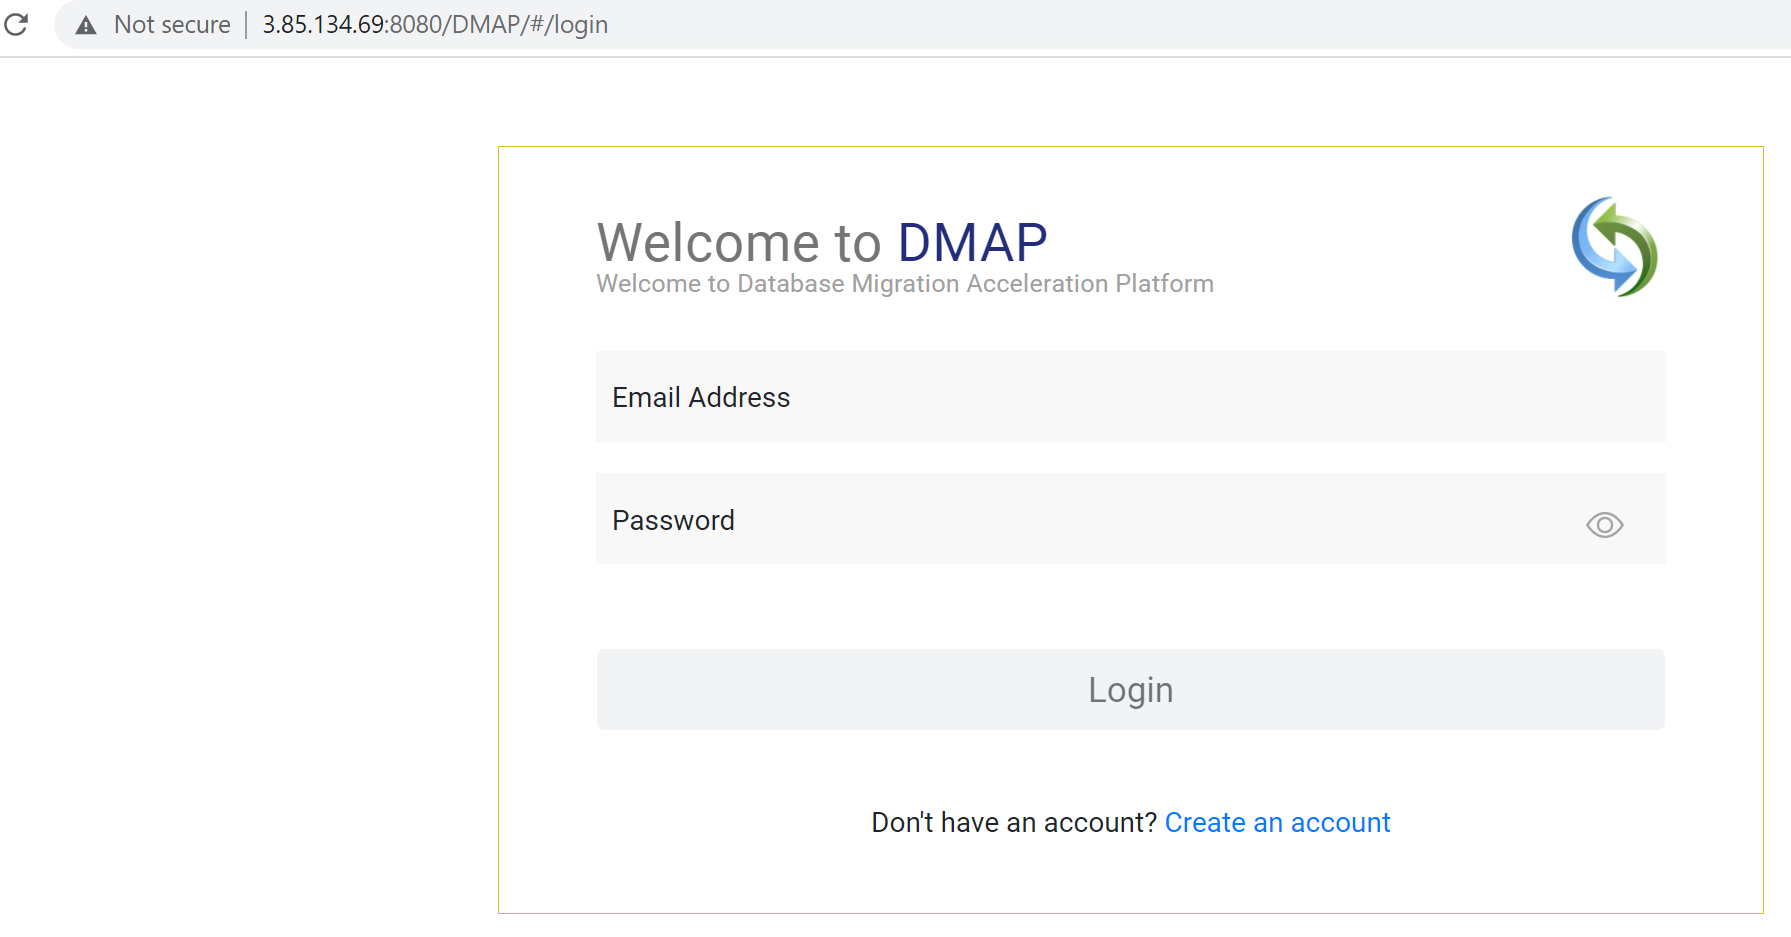 Not secure | 3.85.134.69:8080/DMAP/#/login
Welcome to DMAP
Welcome to Database Migration Acceleration Platform
Email Address
Password
Login
Don't have an account? Create an account